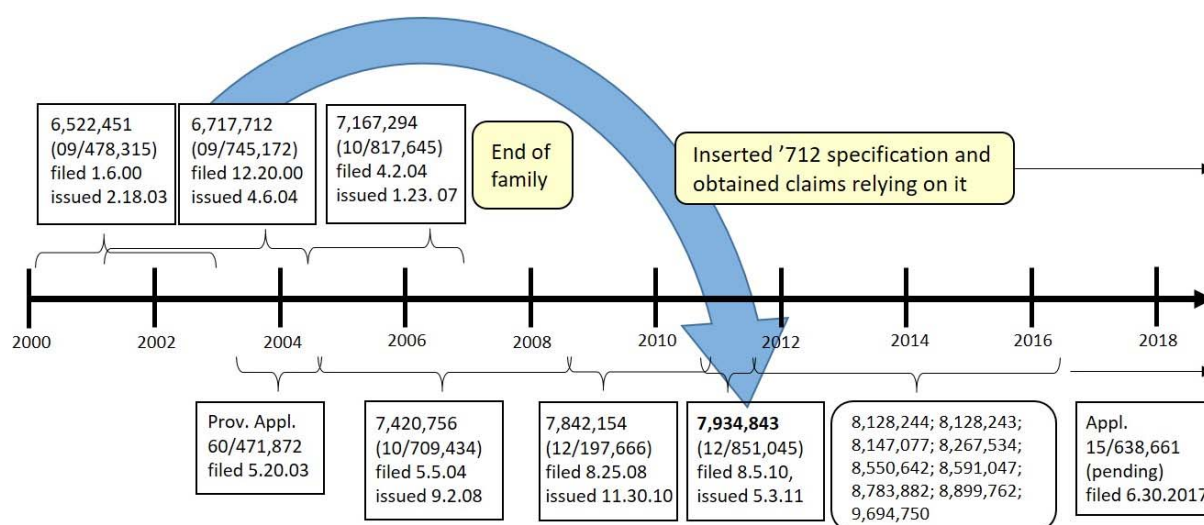 6,522,451
(09/478,315)
filed 1.6.00
issued 2.18.03
6,717,712
(09/745,172)
filed 12.20.00
issued 4.6.04
7,167,294
(10/817,645)
filed 4.2.04
issued 1.23. 07
End of
family
Inserted ’712 specification and
obtained claims relying on it
2000
2002
2004
2006
2008
2010
2012
2014
2016
2018
Prov. Appl.
60/471,872
filed 5.20.03
7,420,756
(10/709,434)
filed 5.5.04
issued 9.2.08
7,842,154
(12/197,666)
filed 8.25.08
issued 11.30.10
7,934,843
(12/851,045)
filed 8.5.10,
issued 5.3.11
8,128,244; 8,128,243;
8,147,077; 8,267,534;
8,550,642; 8,591,047;
8,783,882; 8,899,762;
9,694,750
Appl.
15/638,661
(pending)
filed 6.30.2017